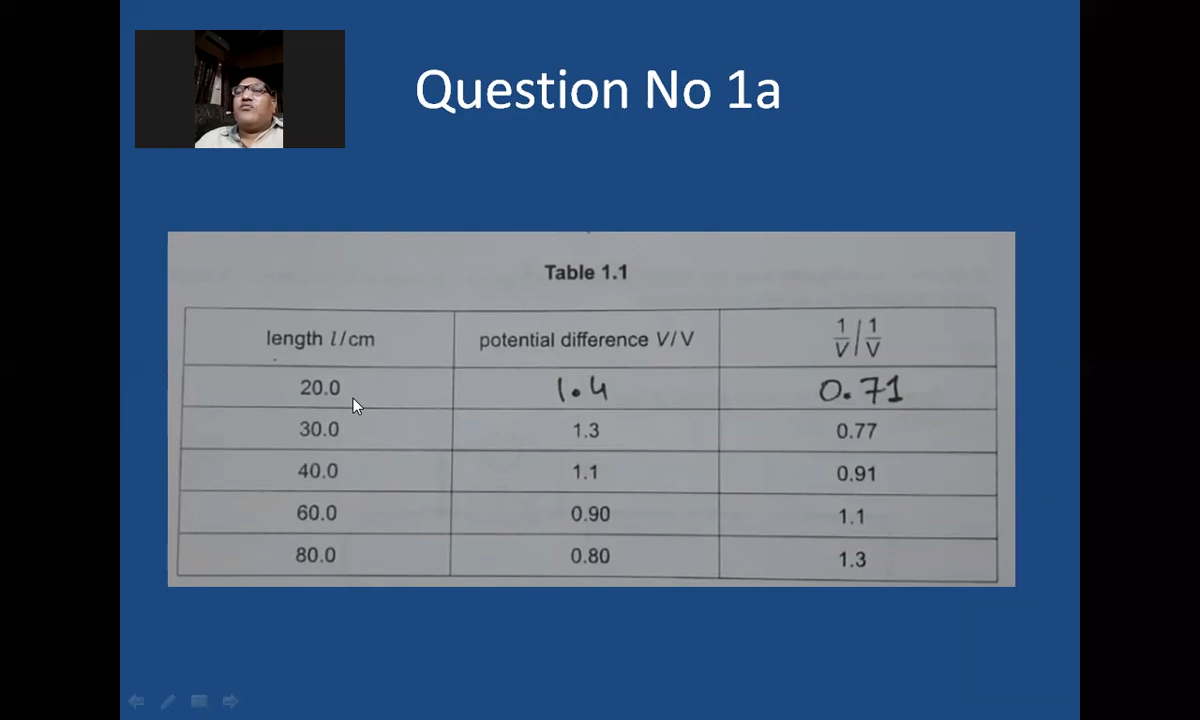 Question No 1a
Table 1.1
length l/cm potential difference V/V 1/V / 1/V
20.0 1.4 0.71
30.0 1.3 0.77
40.0 1.1 0.91
60.0 0.90 1.1
80.0 0.80 1.3